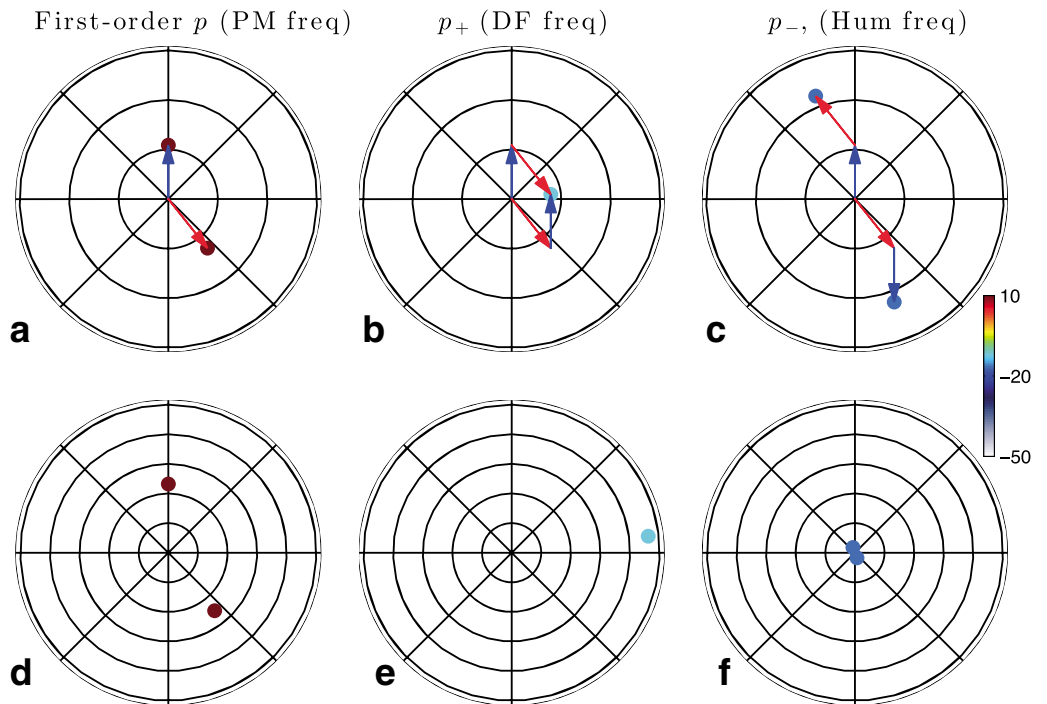 First-order p (PM freq)
p₊ (DF freq)
p₋, (Hum freq)
a
b
c
10
−20
−50
d
e
f